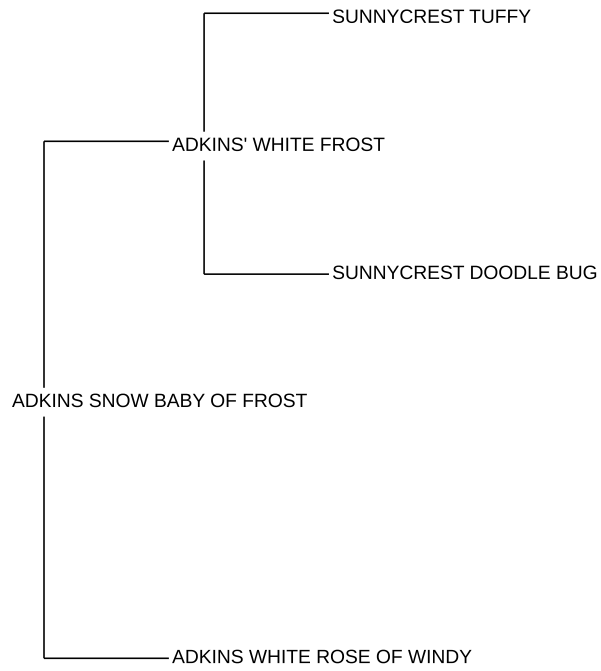 SUNNYCREST TUFFY
ADKINS' WHITE FROST
SUNNYCREST DOODLE BUG
ADKINS SNOW BABY OF FROST
ADKINS WHITE ROSE OF WINDY